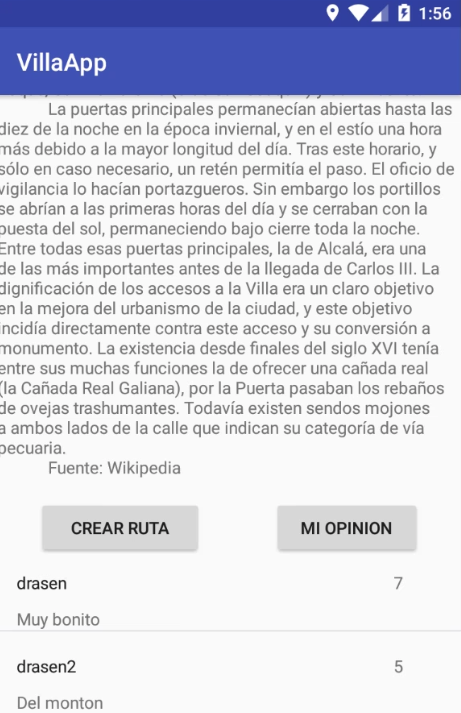 1:56
VillaApp
La puertas principales permanecían abiertas hasta las
diez de la noche en la época inviernal, y en el estío una hora
más debido a la mayor longitud del día. Tras este horario, y
sólo en caso necesario, un retén permitía el paso. El oficio de
vigilancia lo hacían portazgueros. Sin embargo los portillos
se abrían a las primeras horas del día y se cerraban con la
puesta del sol, permaneciendo bajo cierre toda la noche.
Entre todas esas puertas principales, la de Alcalá, era una
de las más importantes antes de la llegada de Carlos III. La
dignificación de los accesos a la Villa era un claro objetivo
en la mejora del urbanismo de la ciudad, y este objetivo
incidía directamente contra este acceso y su conversión a
monumento. La existencia desde finales del siglo XVI tenía
entre sus muchas funciones la de ofrecer una cañada real
(la Cañada Real Galiana), por la Puerta pasaban los rebaños
de ovejas trashumantes. Todavía existen sendos mojones
a ambos lados de la calle que indican su categoría de vía
pecuaria.
Fuente: Wikipedia
CREAR RUTA MI OPINION
drasen 7
Muy bonito
drasen2 5
Del monton